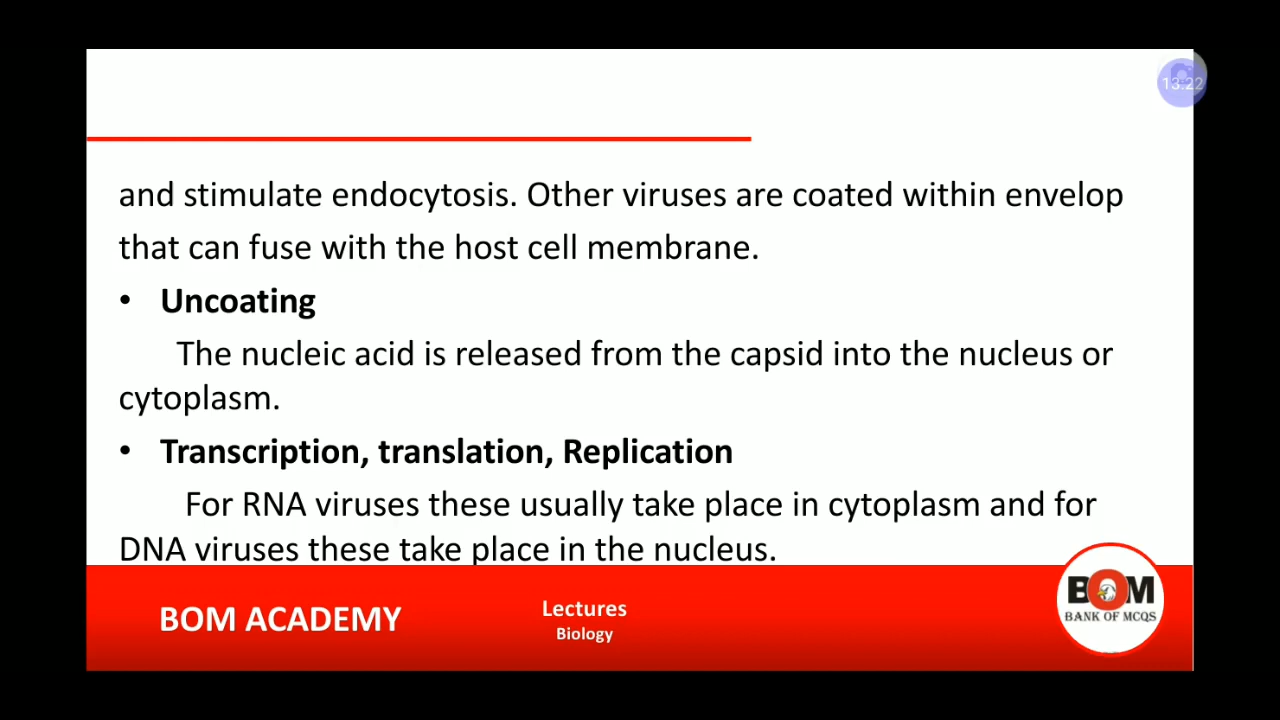 13:22
and stimulate endocytosis. Other viruses are coated within envelop
that can fuse with the host cell membrane.
• Uncoating
The nucleic acid is released from the capsid into the nucleus or
cytoplasm.
• Transcription, translation, Replication
For RNA viruses these usually take place in cytoplasm and for
DNA viruses these take place in the nucleus.
BOM ACADEMY
Lectures
Biology
BOM
BANK OF MCQS